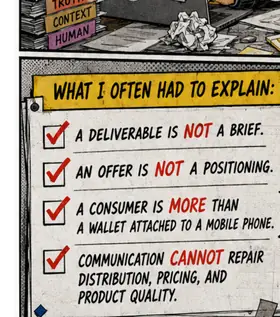 TRUTH
CONTEXT
HUMAN
WHAT I OFTEN HAD TO EXPLAIN:
A DELIVERABLE IS NOT A BRIEF.
AN OFFER IS NOT A POSITIONING.
A CONSUMER IS MORE THAN
A WALLET ATTACHED TO A MOBILE PHONE.
COMMUNICATION CANNOT REPAIR
DISTRIBUTION, PRICING, AND
PRODUCT QUALITY.